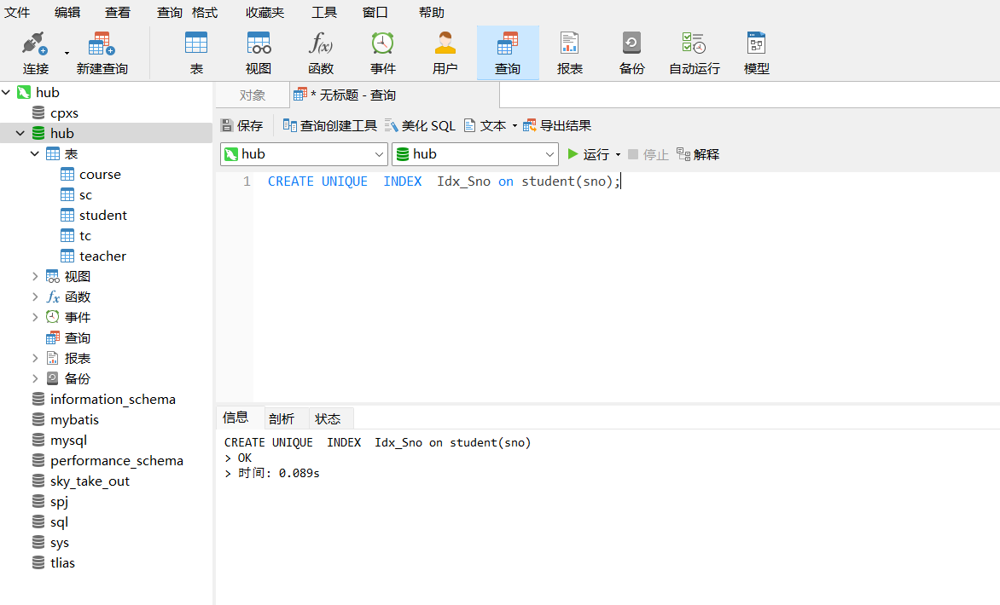 文件 编辑 查看 查询 格式 收藏夹 工具 窗口 帮助
连接 新建查询 表 视图 函数 事件 用户 查询 报表 备份 自动运行 模型
hub
cpxs
hub
表
course
sc
student
tc
teacher
视图
函数
事件
查询
报表
备份
information_schema
mybatis
mysql
performance_schema
sky_take_out
spj
sql
sys
tlias
对象 * 无标题 - 查询
保存 查询创建工具 美化 SQL 文本 导出结果
hub hub 运行 停止 解释
1 CREATE UNIQUE  INDEX  Idx_Sno on student(sno);
信息 剖析 状态
CREATE UNIQUE  INDEX  Idx_Sno on student(sno)
> OK
> 时间: 0.089s